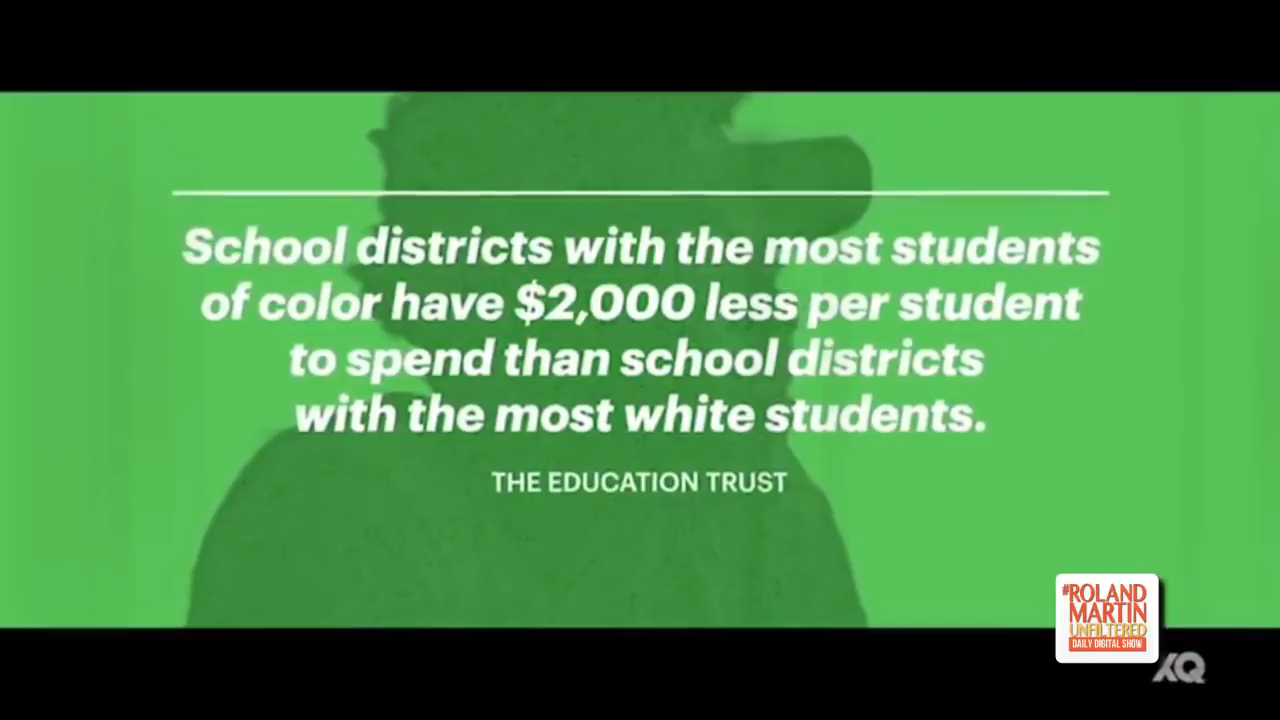 School districts with the most students
of color have $2,000 less per student
to spend than school districts
with the most white students.
THE EDUCATION TRUST
#ROLAND
MARTIN
UNFILTERED
DAILY DIGITAL SHOW
XQ